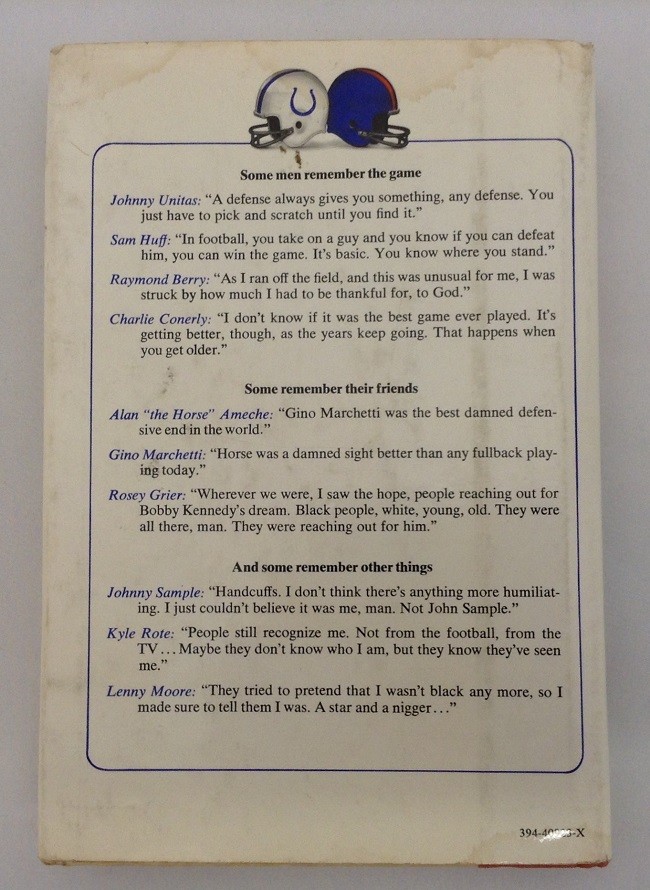 Some men remember the game
Johnny Unitas: “A defense always gives you something, any defense. You
just have to pick and scratch until you find it.”
Sam Huff: “In football, you take on a guy and you know if you can defeat
him, you can win the game. It's basic. You know where you stand.”
Raymond Berry: “As I ran off the field, and this was unusual for me, I was
struck by how much I had to be thankful for, to God.”
Charlie Conerly: “I don't know if it was the best game ever played. It's
getting better, though, as the years keep going. That happens when
you get older.”
Some remember their friends
Alan “the Horse” Ameche: “Gino Marchetti was the best damned defen-
sive end in the world.”
Gino Marchetti: “Horse was a damned sight better than any fullback play-
ing today.”
Rosey Grier: “Wherever we were, I saw the hope, people reaching out for
Bobby Kennedy's dream. Black people, white, young, old. They were
all there, man. They were reaching out for him.”
And some remember other things
Johnny Sample: “Handcuffs. I don't think there's anything more humiliat-
ing. I just couldn't believe it was me, man. Not John Sample.”
Kyle Rote: “People still recognize me. Not from the football, from the
TV . . . Maybe they don't know who I am, but they know they've seen
me.”
Lenny Moore: “They tried to pretend that I wasn't black any more, so I
made sure to tell them I was. A star and a nigger . . .”